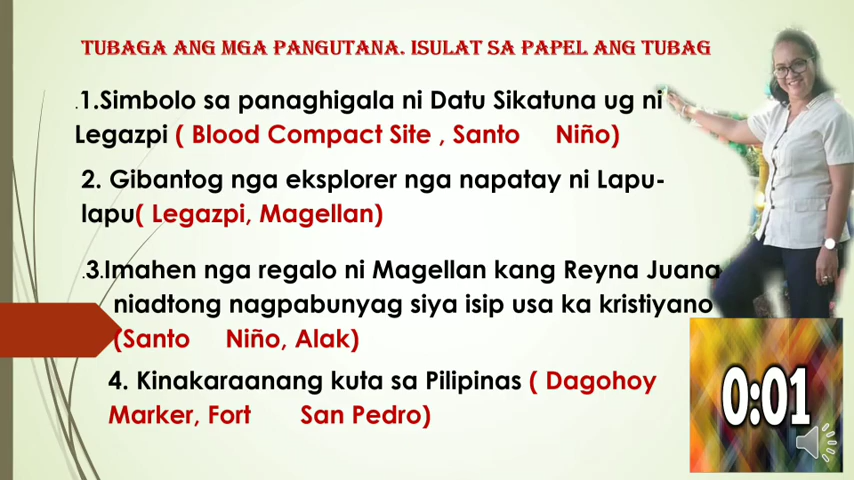 TUBAGA ANG MGA PANGUTANA. ISULAT SA PAPEL ANG TUBAG
.1.Simbolo sa panaghigala ni Datu Sikatuna ug ni
Legazpi ( Blood Compact Site , Santo Niño)
2. Gibantog nga eksplorer nga napatay ni Lapu-
lapu( Legazpi, Magellan)
.3.Imahen nga regalo ni Magellan kang Reyna Juana
niadtong nagpabunyag siya isip usa ka kristiyano
(Santo Niño, Alak)
4. Kinakaraanang kuta sa Pilipinas ( Dagohoy
Marker, Fort San Pedro)
0:01